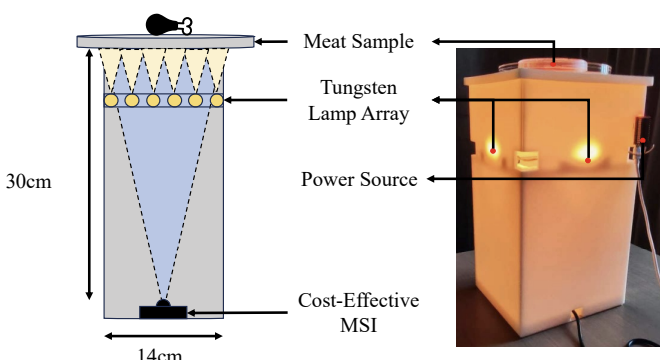 Meat Sample
Tungsten
Lamp Array
30cm
Power Source
Cost-Effective
MSI
14cm